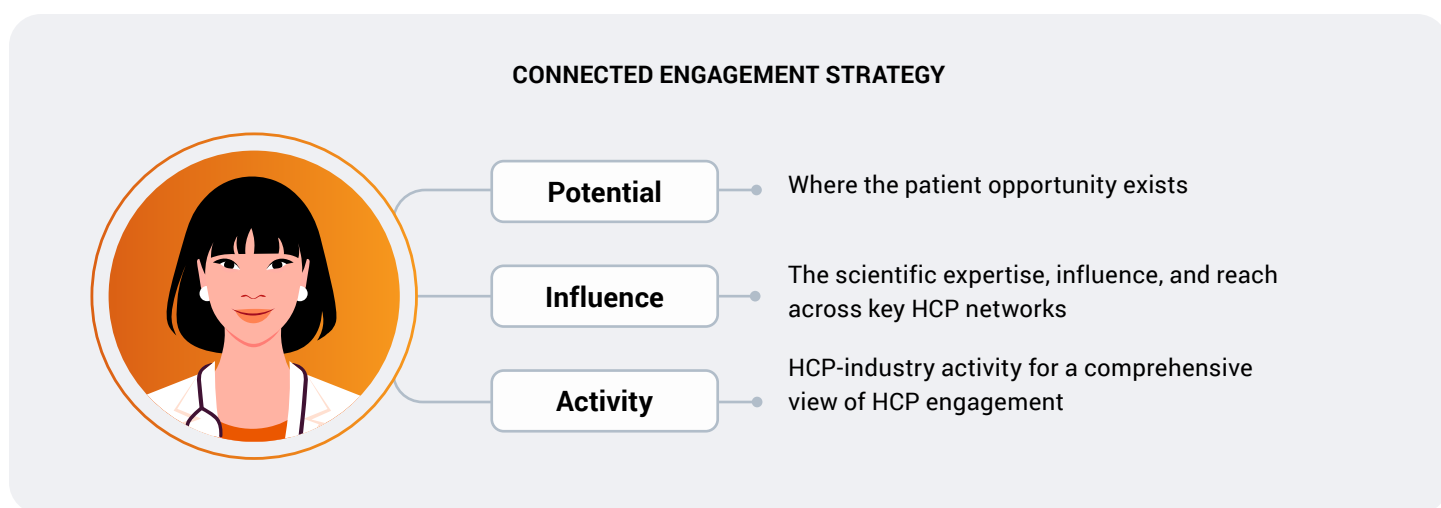 CONNECTED ENGAGEMENT STRATEGY
Potential
Where the patient opportunity exists
Influence
The scientific expertise, influence, and reach
across key HCP networks
Activity
HCP-industry activity for a comprehensive
view of HCP engagement